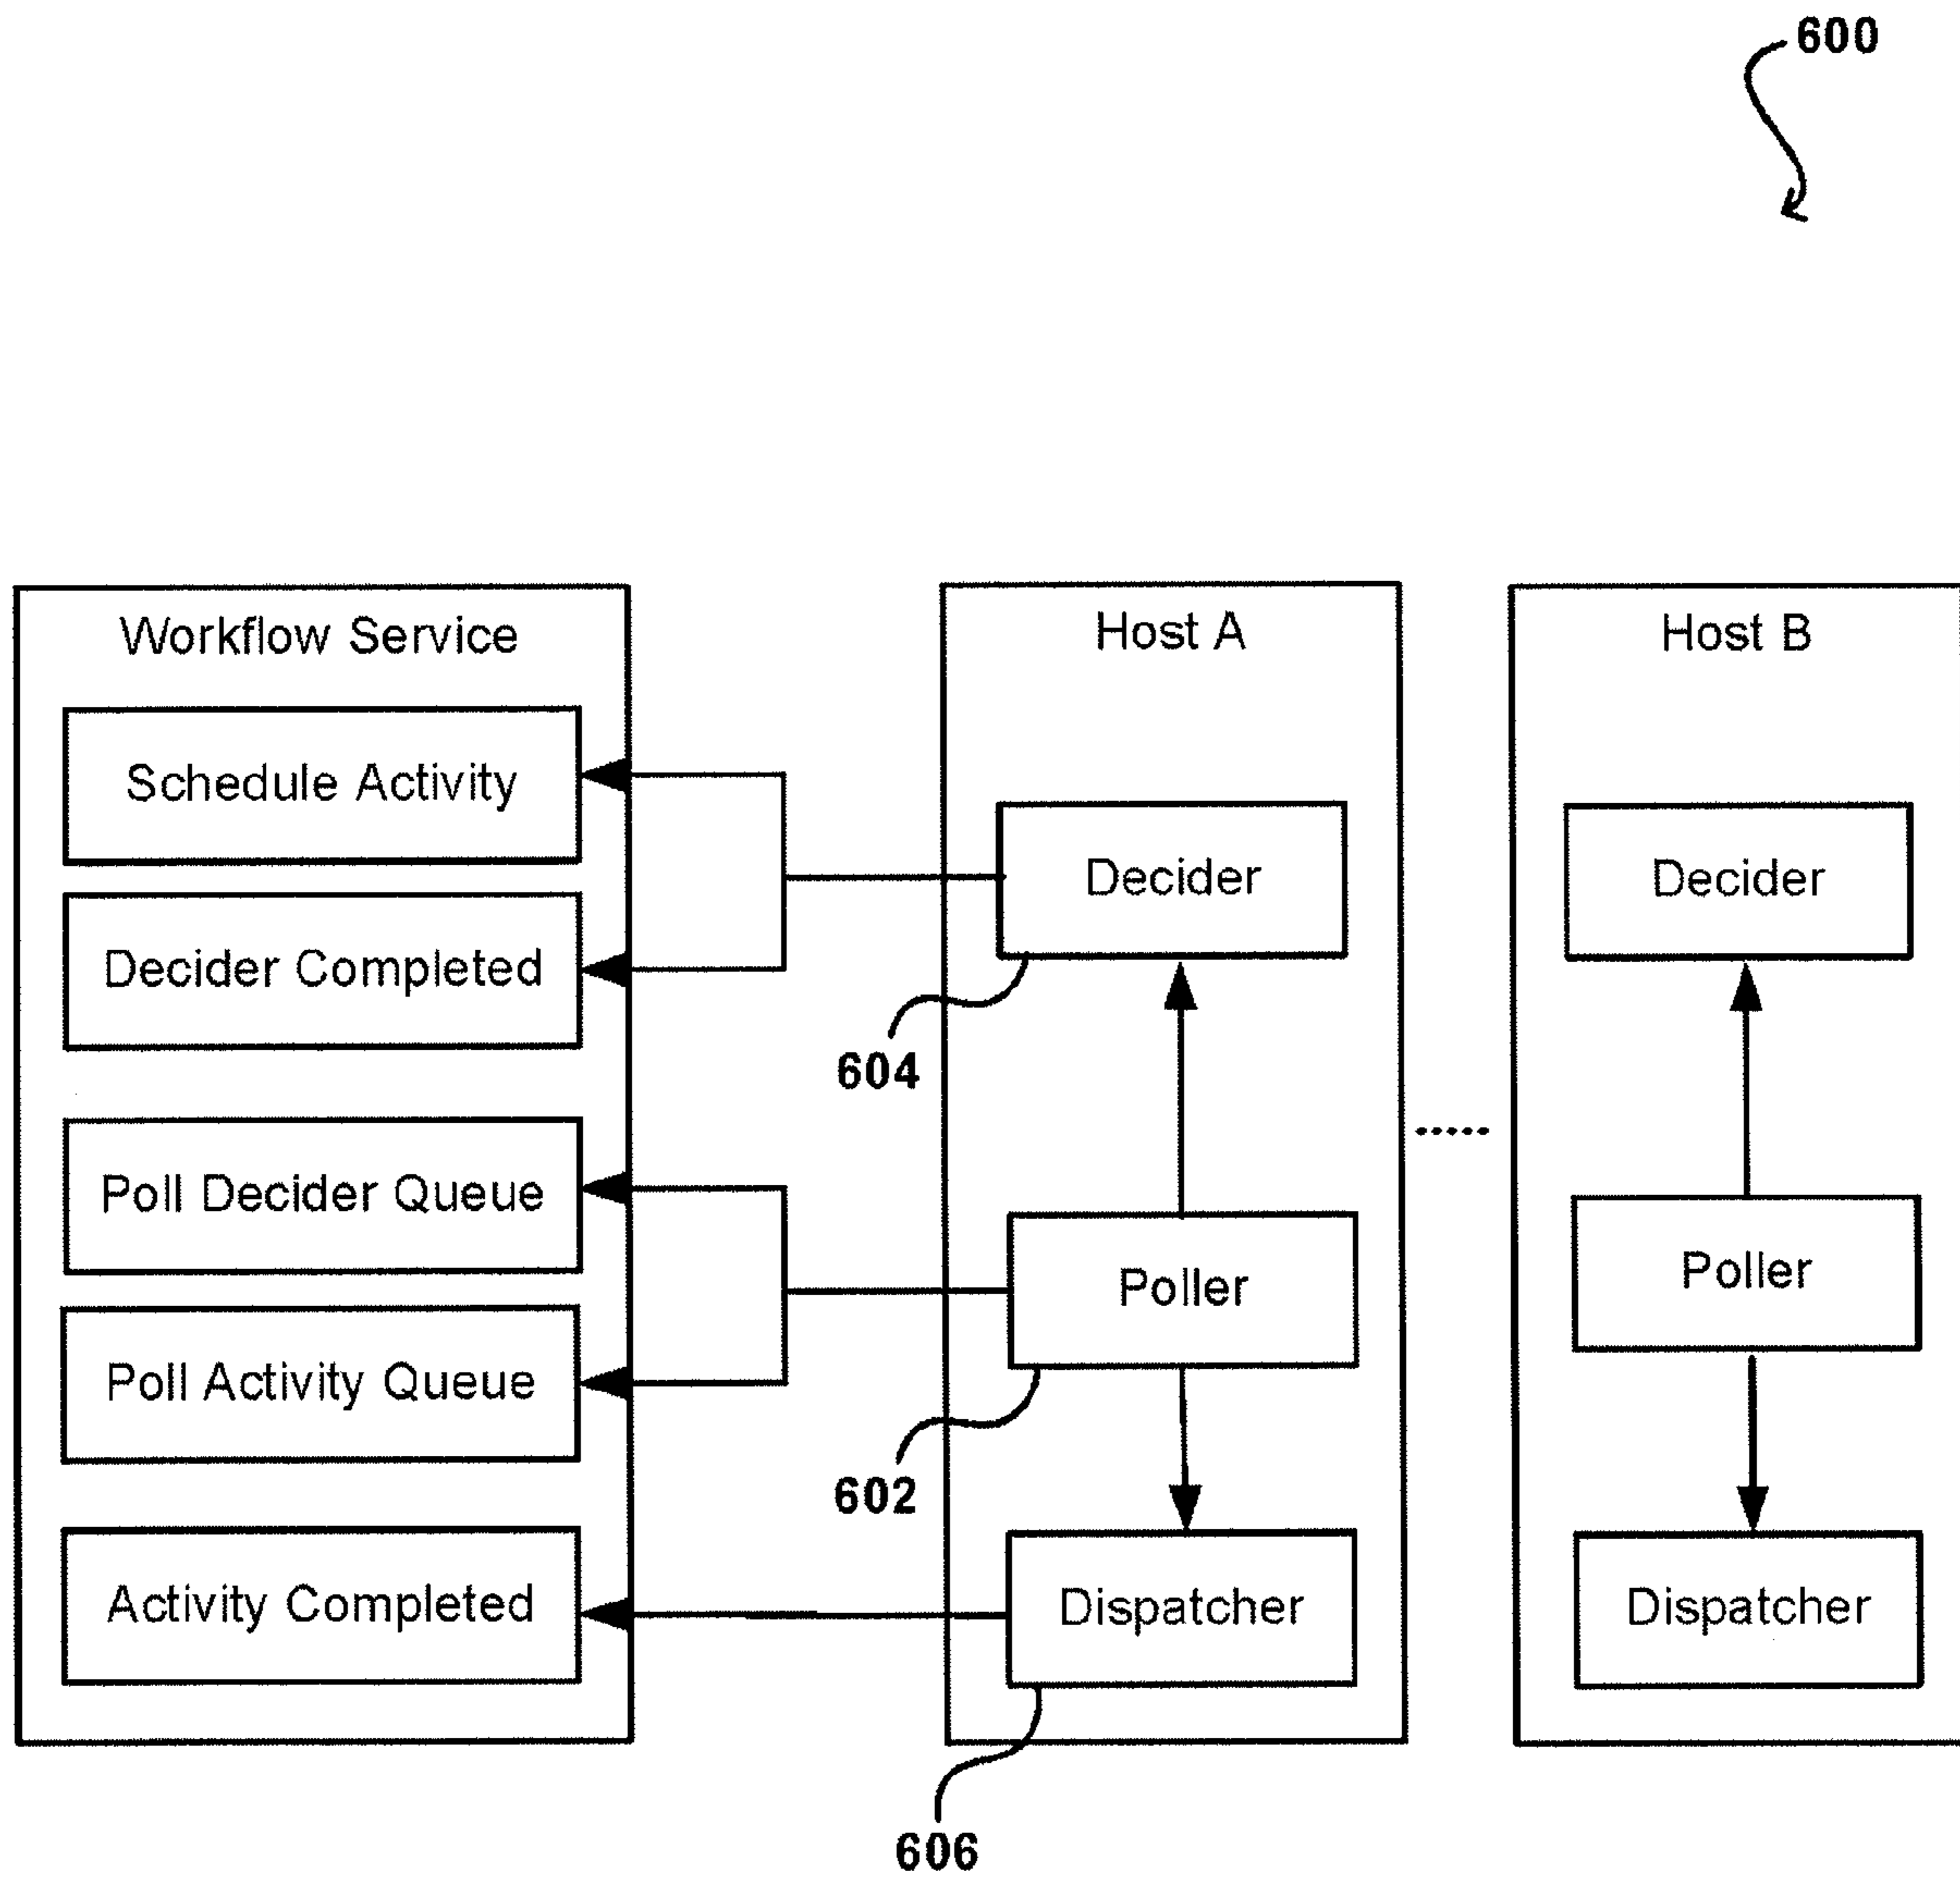 600
Workflow Service
Schedule Activity
Decider Completed
Poll Decider Queue
Poll Activity Queue
Activity Completed
Host A
Decider
604
Poller
602
Dispatcher
606
Host B
Decider
Poller
Dispatcher